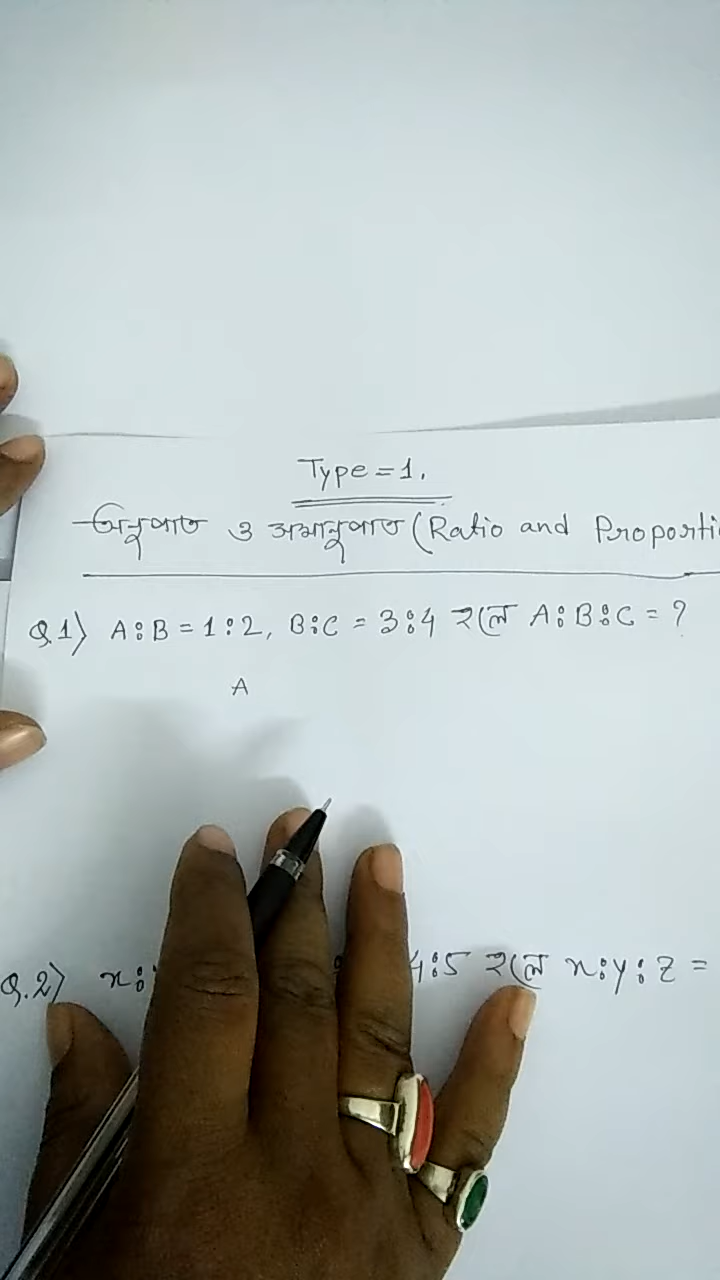 Type = 1.
অনুপাত ও সমানুপাত (Ratio and Proporti
Q.1) A:B = 1:2, B:C = 3:4 হলে A:B:C = ?
A
Q.2) x: 4:5 হলে x:y:z =